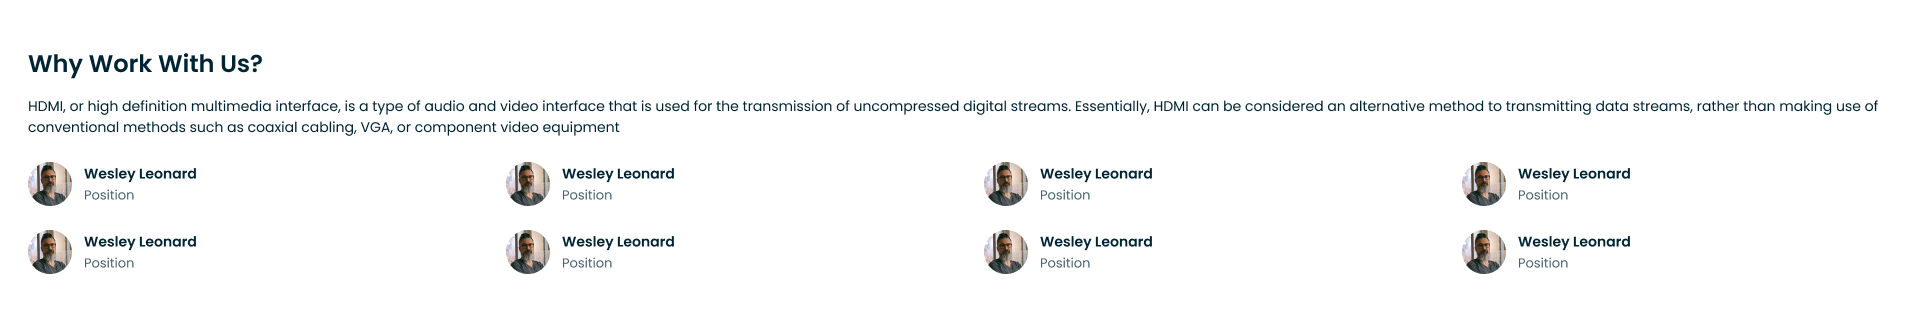 Why Work With Us?
HDMI, or high definition multimedia interface, is a type of audio and video interface that is used for the transmission of uncompressed digital streams. Essentially, HDMI can be considered an alternative method to transmitting data streams, rather than making use of
conventional methods such as coaxial cabling, VGA, or component video equipment
Wesley Leonard
Position
Wesley Leonard
Position
Wesley Leonard
Position
Wesley Leonard
Position
Wesley Leonard
Position
Wesley Leonard
Position
Wesley Leonard
Position
Wesley Leonard
Position